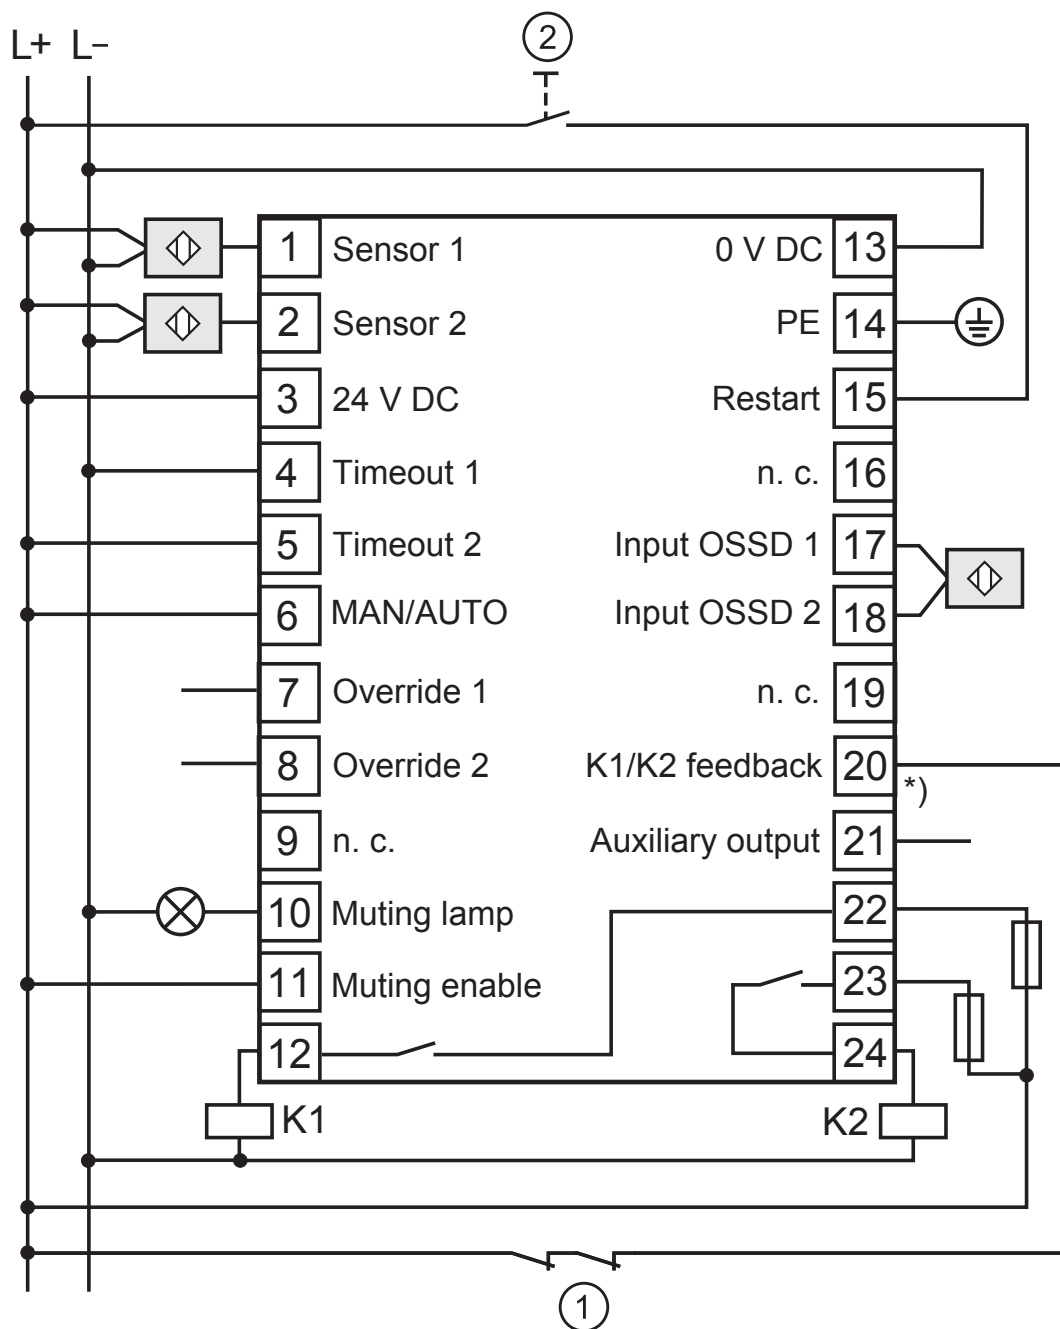 L+ L–
2
1 Sensor 1
2 Sensor 2
3 24 V DC
4 Timeout 1
5 Timeout 2
6 MAN/AUTO
7 Override 1
8 Override 2
9 n. c.
10 Muting lamp
11 Muting enable
12
0 V DC 13
PE 14
Restart 15
n. c. 16
Input OSSD 1 17
Input OSSD 2 18
n. c. 19
K1/K2 feedback 20
*)
Auxiliary output 21
22
23
24
K1
K2
1